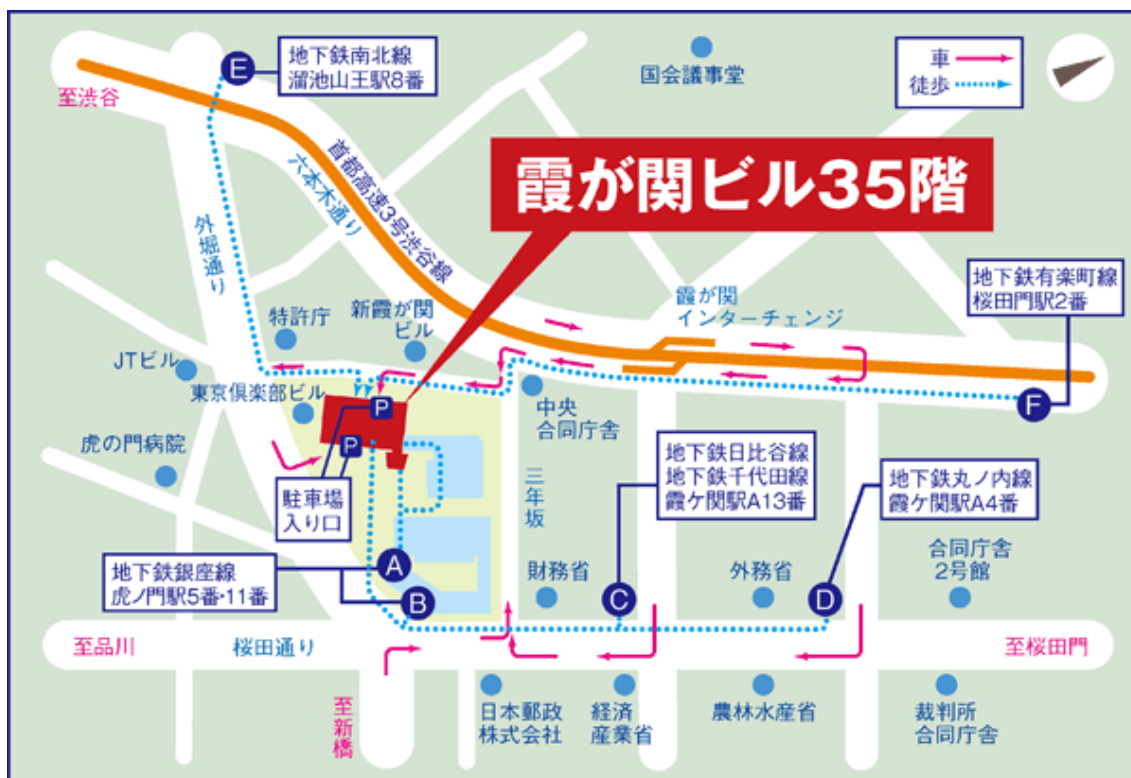 地下鉄南北線
溜池山王駅8番
E
国会議事堂
車
徒歩
至渋谷
首都高速3号渋谷線
六本木通り
霞が関ビル35階
外堀通り
地下鉄有楽町線
桜田門駅2番
霞が関
インターチェンジ
特許庁
新霞が関
ビル
JTビル
東京倶楽部ビル
P
P
中央
合同庁舎
F
虎の門病院
駐車場
入り口
三年坂
地下鉄日比谷線
地下鉄千代田線
霞ケ関駅A13番
地下鉄丸ノ内線
霞ケ関駅A4番
地下鉄銀座線
虎ノ門駅5番・11番
A
B
財務省
C
外務省
D
合同庁舎
2号館
至品川
桜田通り
至桜田門
至新橋
日本郵政
株式会社
経済
産業省
農林水産省
裁判所
合同庁舎